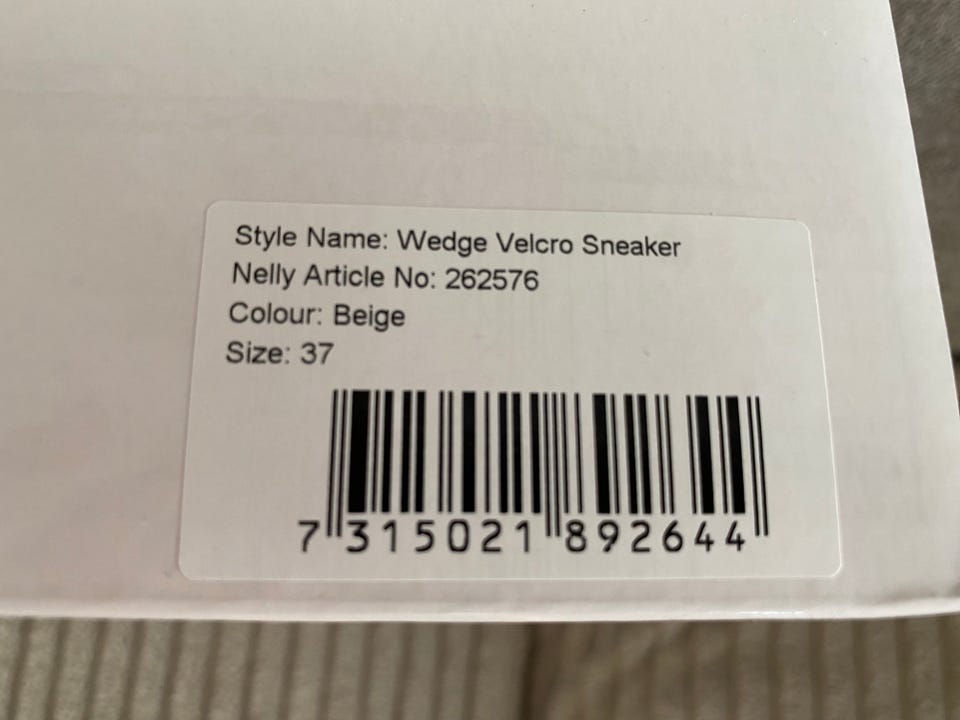 Style Name: Wedge Velcro Sneaker
Nelly Article No: 262576
Colour: Beige
Size: 37
7 315021 892644